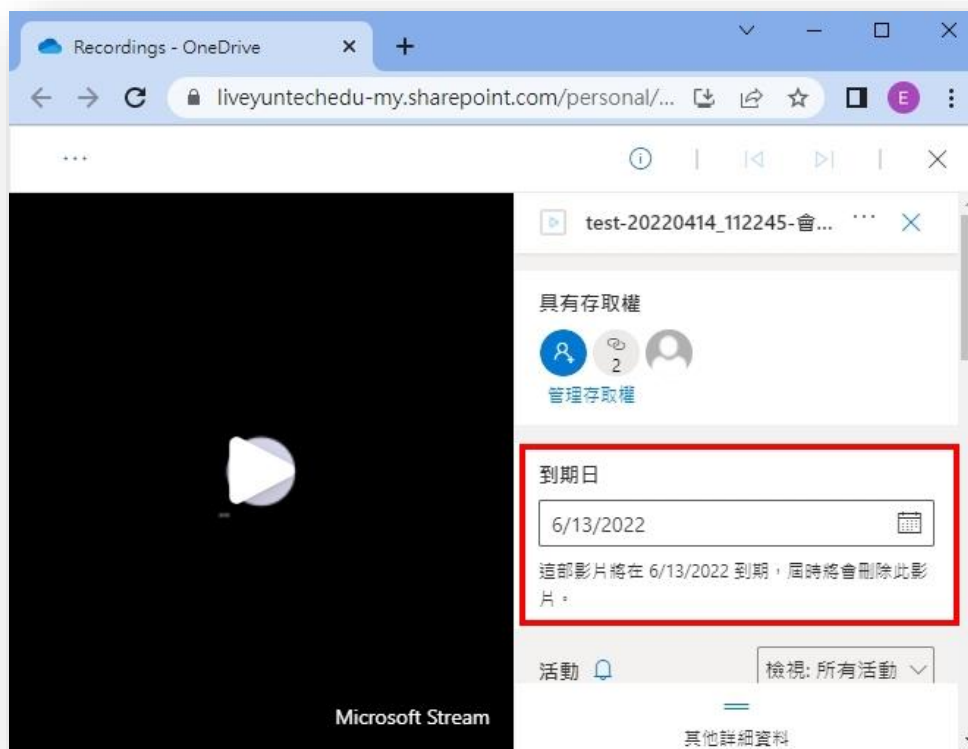 Recordings - OneDrive
liveyuntechedu-my.sharepoint.com/personal/...
E
...
test-20220414_112245-會... ...
具有存取權
2
管理存取權
到期日
6/13/2022
這部影片將在 6/13/2022 到期，屆時將會刪除此影
片。
活動
檢視: 所有活動
Microsoft Stream
其他詳細資料